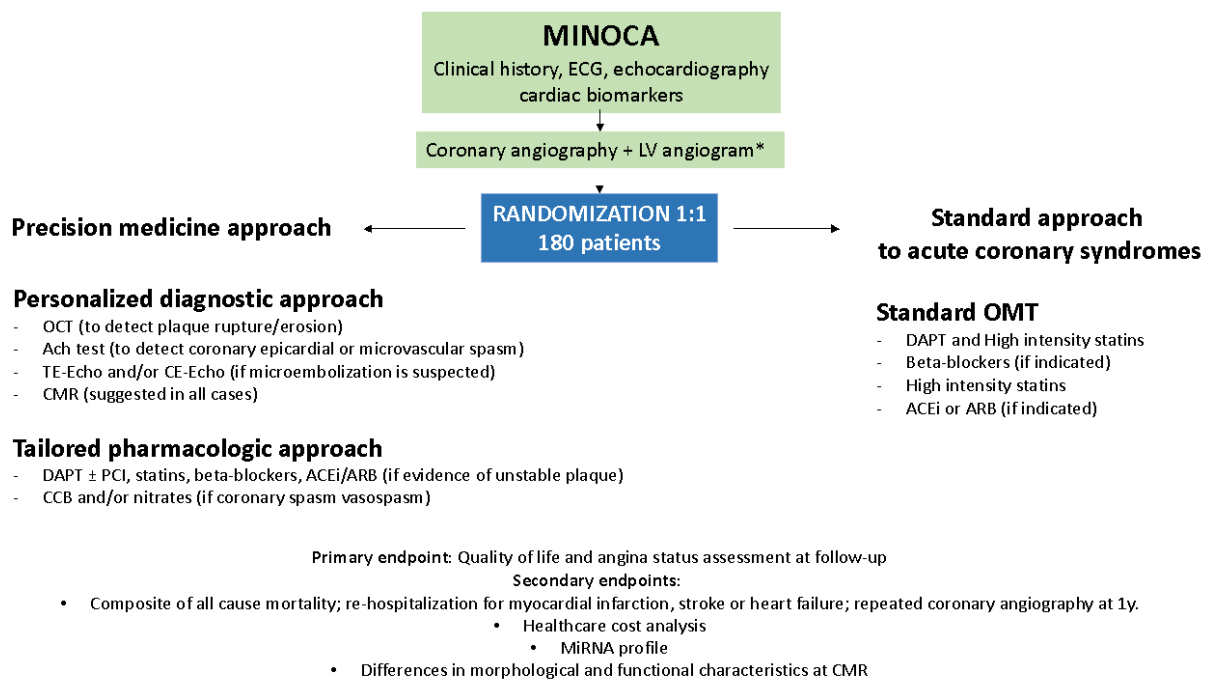 MINOCA
Clinical history, ECG, echocardiography
cardiac biomarkers
Coronary angiography + LV angiogram*
RANDOMIZATION 1:1
180 patients
Precision medicine approach
Standard approach
to acute coronary syndromes
Personalized diagnostic approach
- OCT (to detect plaque rupture/erosion)
- Ach test (to detect coronary epicardial or microvascular spasm)
- TE-Echo and/or CE-Echo (if microembolization is suspected)
- CMR (suggested in all cases)
Tailored pharmacologic approach
- DAPT ± PCI, statins, beta-blockers, ACEi/ARB (if evidence of unstable plaque)
- CCB and/or nitrates (if coronary spasm vasospasm)
Standard OMT
- DAPT and High intensity statins
- Beta-blockers (if indicated)
- High intensity statins
- ACEi or ARB (if indicated)
Primary endpoint: Quality of life and angina status assessment at follow-up
Secondary endpoints:
• Composite of all cause mortality; re-hospitalization for myocardial infarction, stroke or heart failure; repeated coronary angiography at 1y.
• Healthcare cost analysis
• MiRNA profile
• Differences in morphological and functional characteristics at CMR